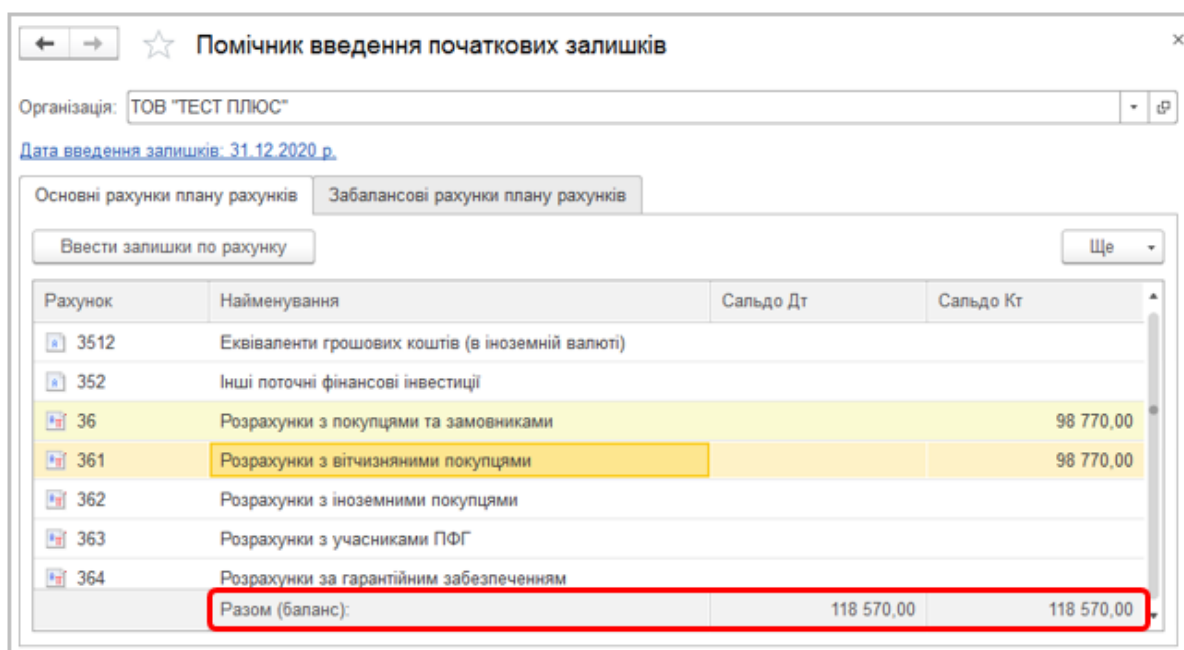 Помічник введення початкових залишків
Організація: ТОВ "ТЕСТ ПЛЮС"
Дата введення залишків: 31.12.2020 р.
Основні рахунки плану рахунків Забалансові рахунки плану рахунків
Ввести залишки по рахунку Ще
Рахунок Найменування Сальдо Дт Сальдо Кт
3512 Еквіваленти грошових коштів (в іноземній валюті)
352 Інші поточні фінансові інвестиції
36 Розрахунки з покупцями та замовниками 98 770,00
361 Розрахунки з вітчизняними покупцями 98 770,00
362 Розрахунки з іноземними покупцями
363 Розрахунки з учасниками ПФГ
364 Розрахунки за гарантійним забезпеченням
Разом (баланс): 118 570,00 118 570,00